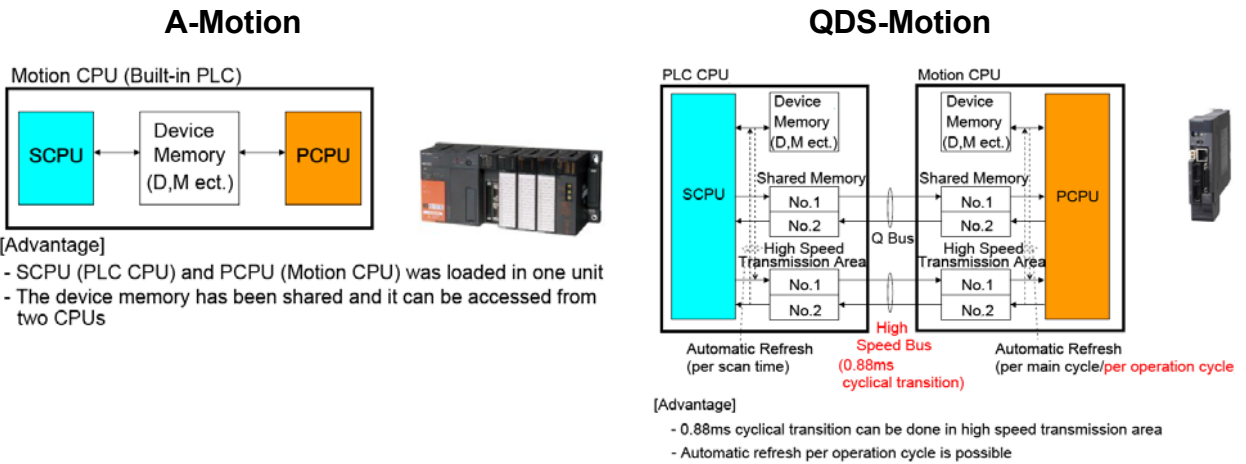 A-Motion
Motion CPU (Built-in PLC)
SCPU
Device
Memory
(D,M ect.)
PCPU
[Advantage]
- SCPU (PLC CPU) and PCPU (Motion CPU) was loaded in one unit
- The device memory has been shared and it can be accessed from
two CPUs
QDS-Motion
PLC CPU
Motion CPU
Device
Memory
(D,M ect.)
Device
Memory
(D,M ect.)
SCPU
Shared Memory
No.1
No.2
Q Bus
Shared Memory
No.1
No.2
PCPU
High Speed
Transmission Area
No.1
No.2
High Speed
Transmission Area
No.1
No.2
Automatic Refresh
(per scan time)
High
Speed Bus
(0.88ms
cyclical transition)
Automatic Refresh
(per main cycle/per operation cycle
[Advantage]
- 0.88ms cyclical transition can be done in high speed transmission area
- Automatic refresh per operation cycle is possible